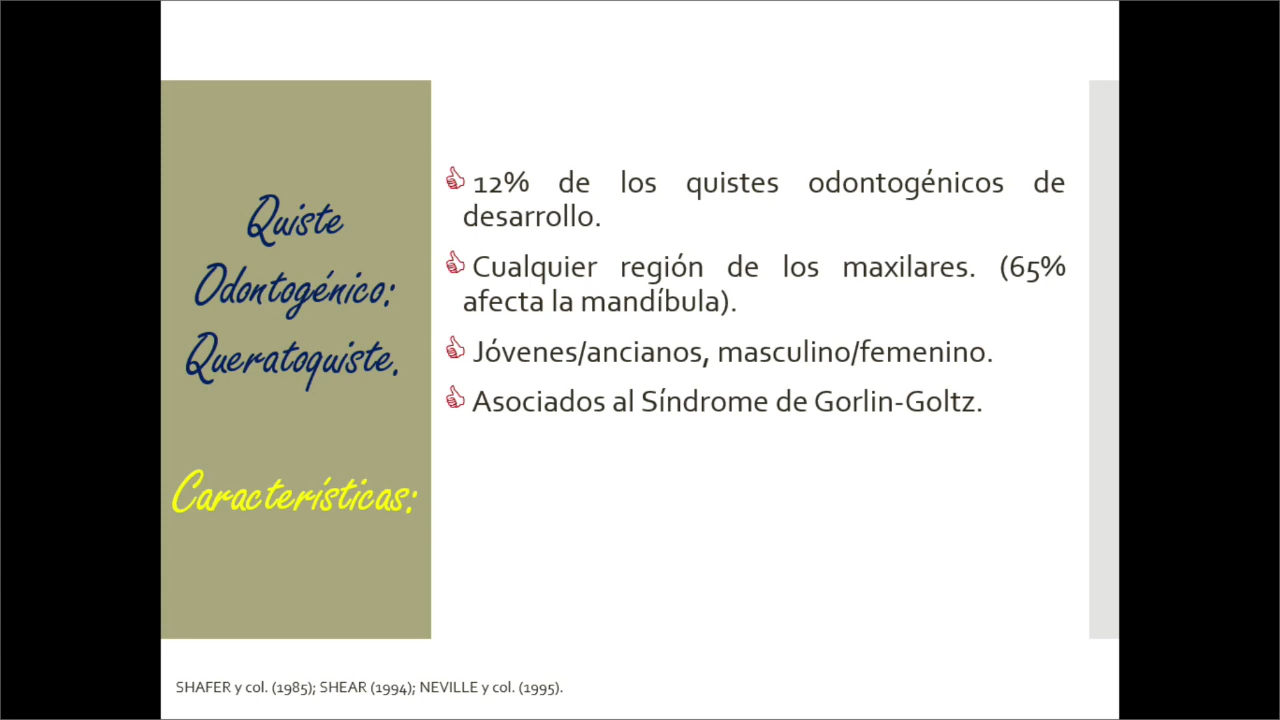 Quiste
Odontogénico:
Queratoquiste.
Características:
12% de los quistes odontogénicos de
desarrollo.
Cualquier región de los maxilares. (65%
afecta la mandíbula).
Jóvenes/ancianos, masculino/femenino.
Asociados al Síndrome de Gorlin-Goltz.
SHAFER y col. (1985); SHEAR (1994); NEVILLE y col. (1995).